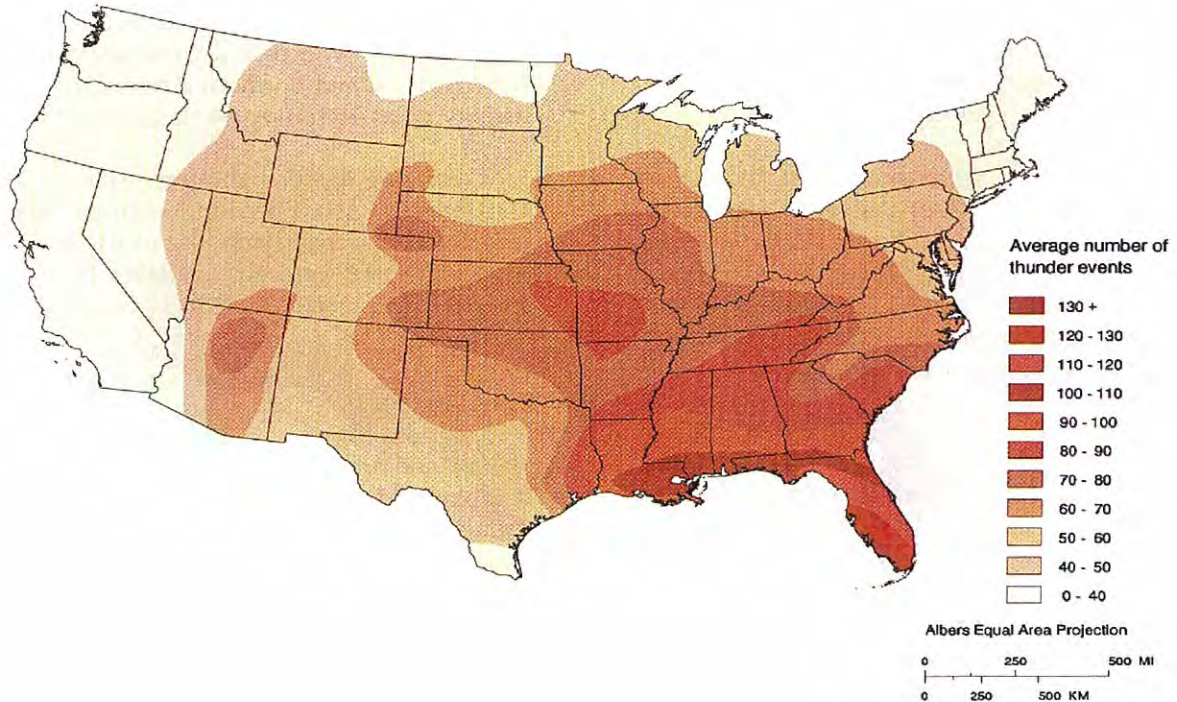 Average number of
thunder events
130 +
120 - 130
110 - 120
100 - 110
90 - 100
80 - 90
70 - 80
60 - 70
50 - 60
40 - 50
0 - 40
Albers Equal Area Projection
0 250 500 MI
0 250 500 KM